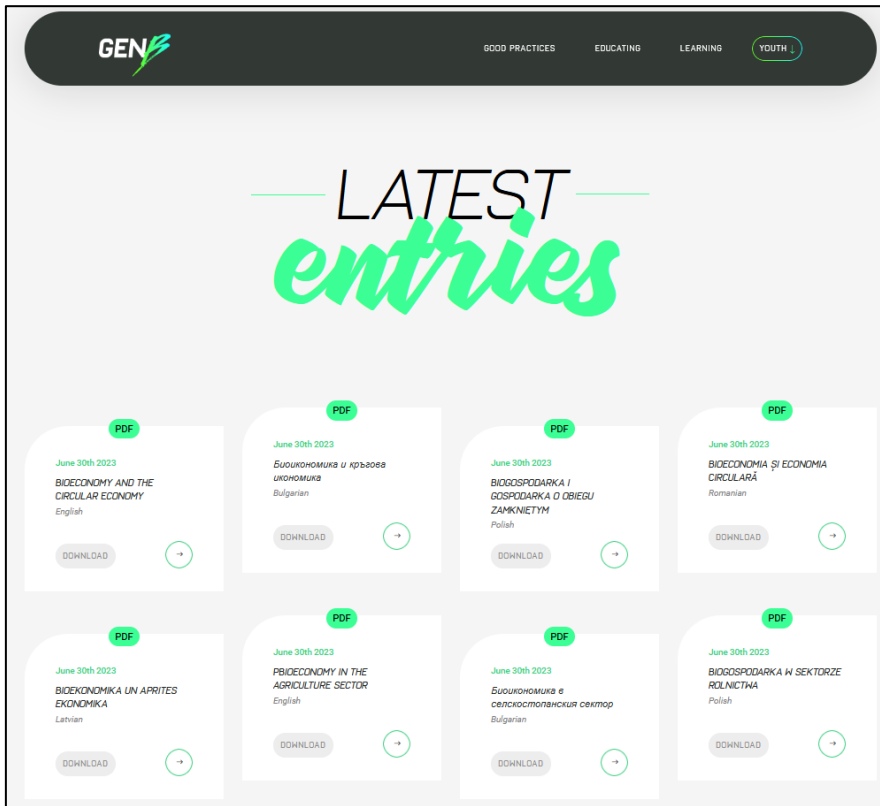 GENB
GOOD PRACTICES
EDUCATING
LEARNING
YOUTH ↓
LATEST
entries
PDF
June 30th 2023
BIOECONOMY AND THE
CIRCULAR ECONOMY
English
DOWNLOAD
→
PDF
June 30th 2023
Биоикономика и кръгова
икономика
Bulgarian
DOWNLOAD
→
PDF
June 30th 2023
BIOGOSPODARKA I
GOSPODARKA O OBIEGU
ZAMKNIĘTYM
Polish
DOWNLOAD
→
PDF
June 30th 2023
BIOECONOMIA ȘI ECONOMIA
CIRCULARĂ
Romanian
DOWNLOAD
→
PDF
June 30th 2023
BIOEKONOMIKA UN APRITES
EKONOMIKA
Latvian
DOWNLOAD
→
PDF
June 30th 2023
PBIOECONOMY IN THE
AGRICULTURE SECTOR
English
DOWNLOAD
→
PDF
June 30th 2023
Биоикономика в
селскостопанския сектор
Bulgarian
DOWNLOAD
→
PDF
June 30th 2023
BIOGOSPODARKA W SEKTORZE
ROLNICTWA
Polish
DOWNLOAD
→